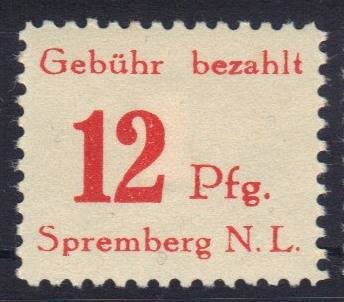 Gebühr bezahlt
12 Pfg.
Spremberg N.L.